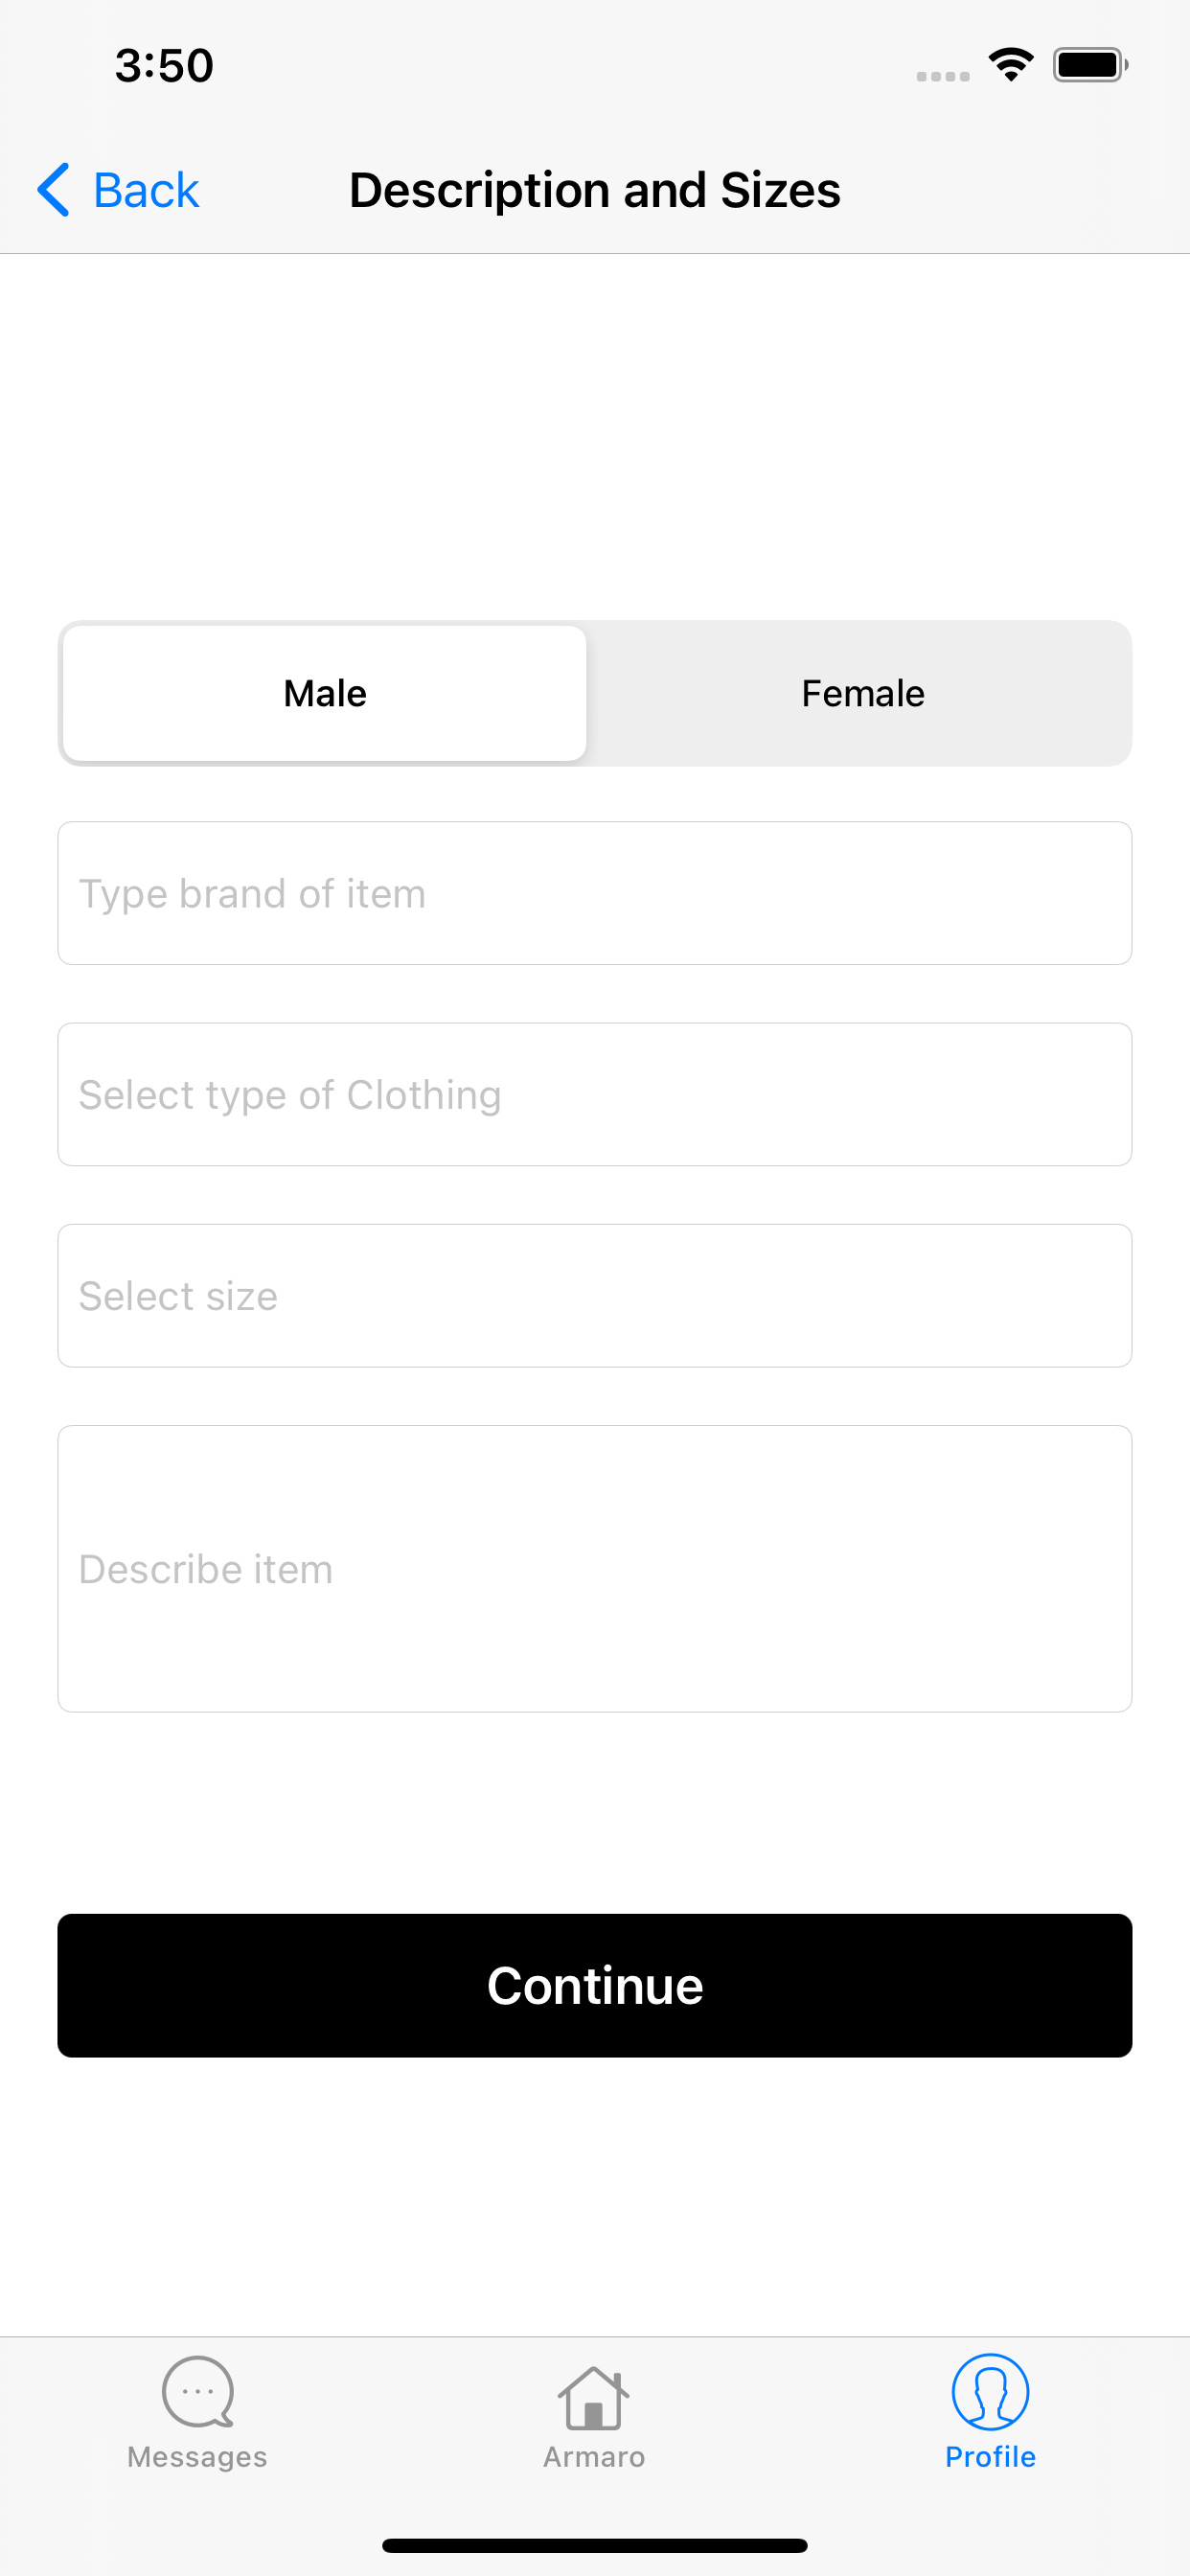 3:50
Back
Description and Sizes
Male
Female
Type brand of item
Select type of Clothing
Select size
Describe item
Continue
Messages
Armaro
Profile